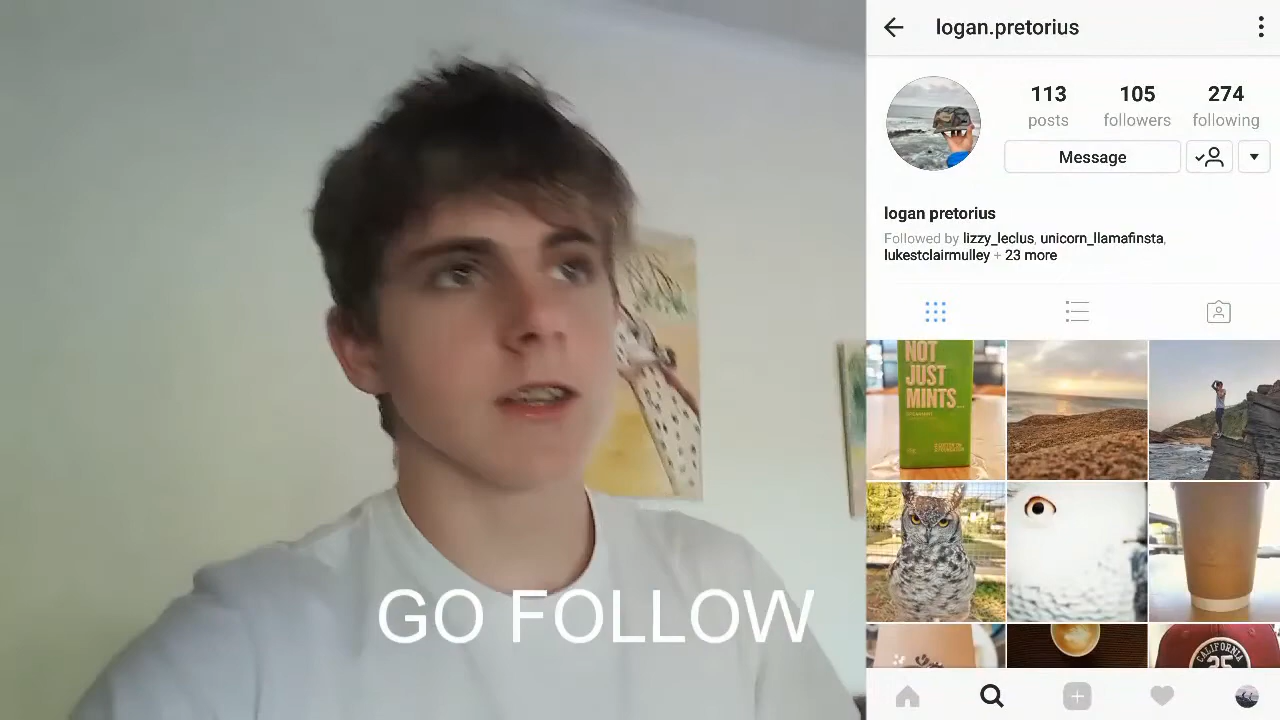 logan.pretorius
113 105 274
posts followers following
Message
logan pretorius
Followed by lizzy_leclus, unicorn_llamafinsta,
lukestclairmulley + 23 more
NOT
JUST
MINTS...
CALIFORNIA
35
GO FOLLOW